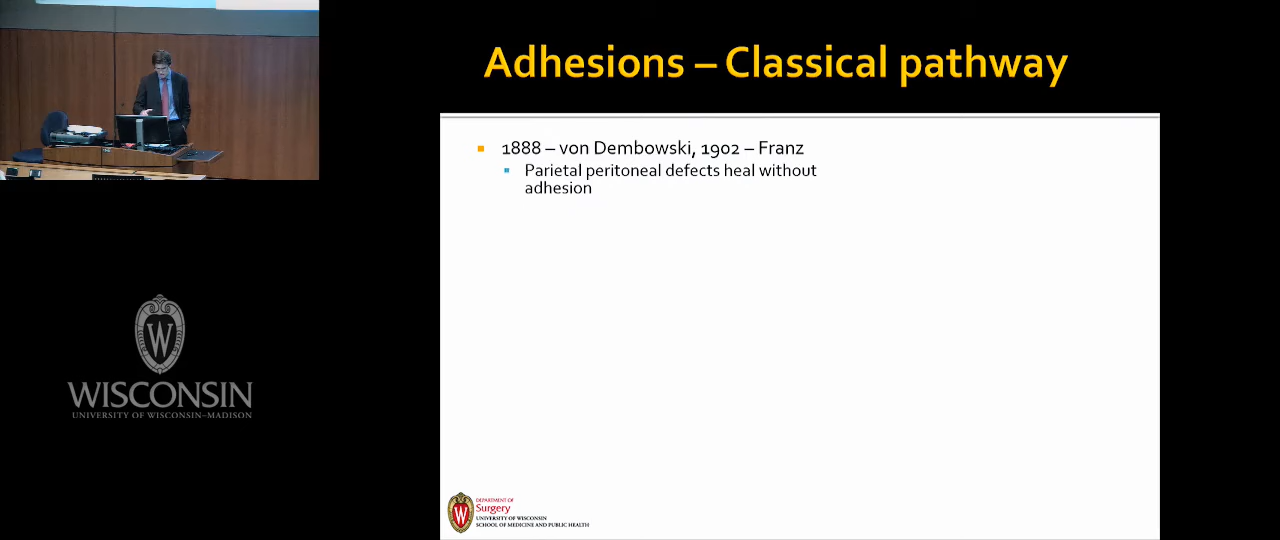 Adhesions – Classical pathway
1888 – von Dembowski, 1902 – Franz
Parietal peritoneal defects heal without
adhesion
W
WISCONSIN
UNIVERSITY OF WISCONSIN–MADISON
W
DEPARTMENT OF
Surgery
UNIVERSITY OF WISCONSIN
SCHOOL OF MEDICINE AND PUBLIC HEALTH